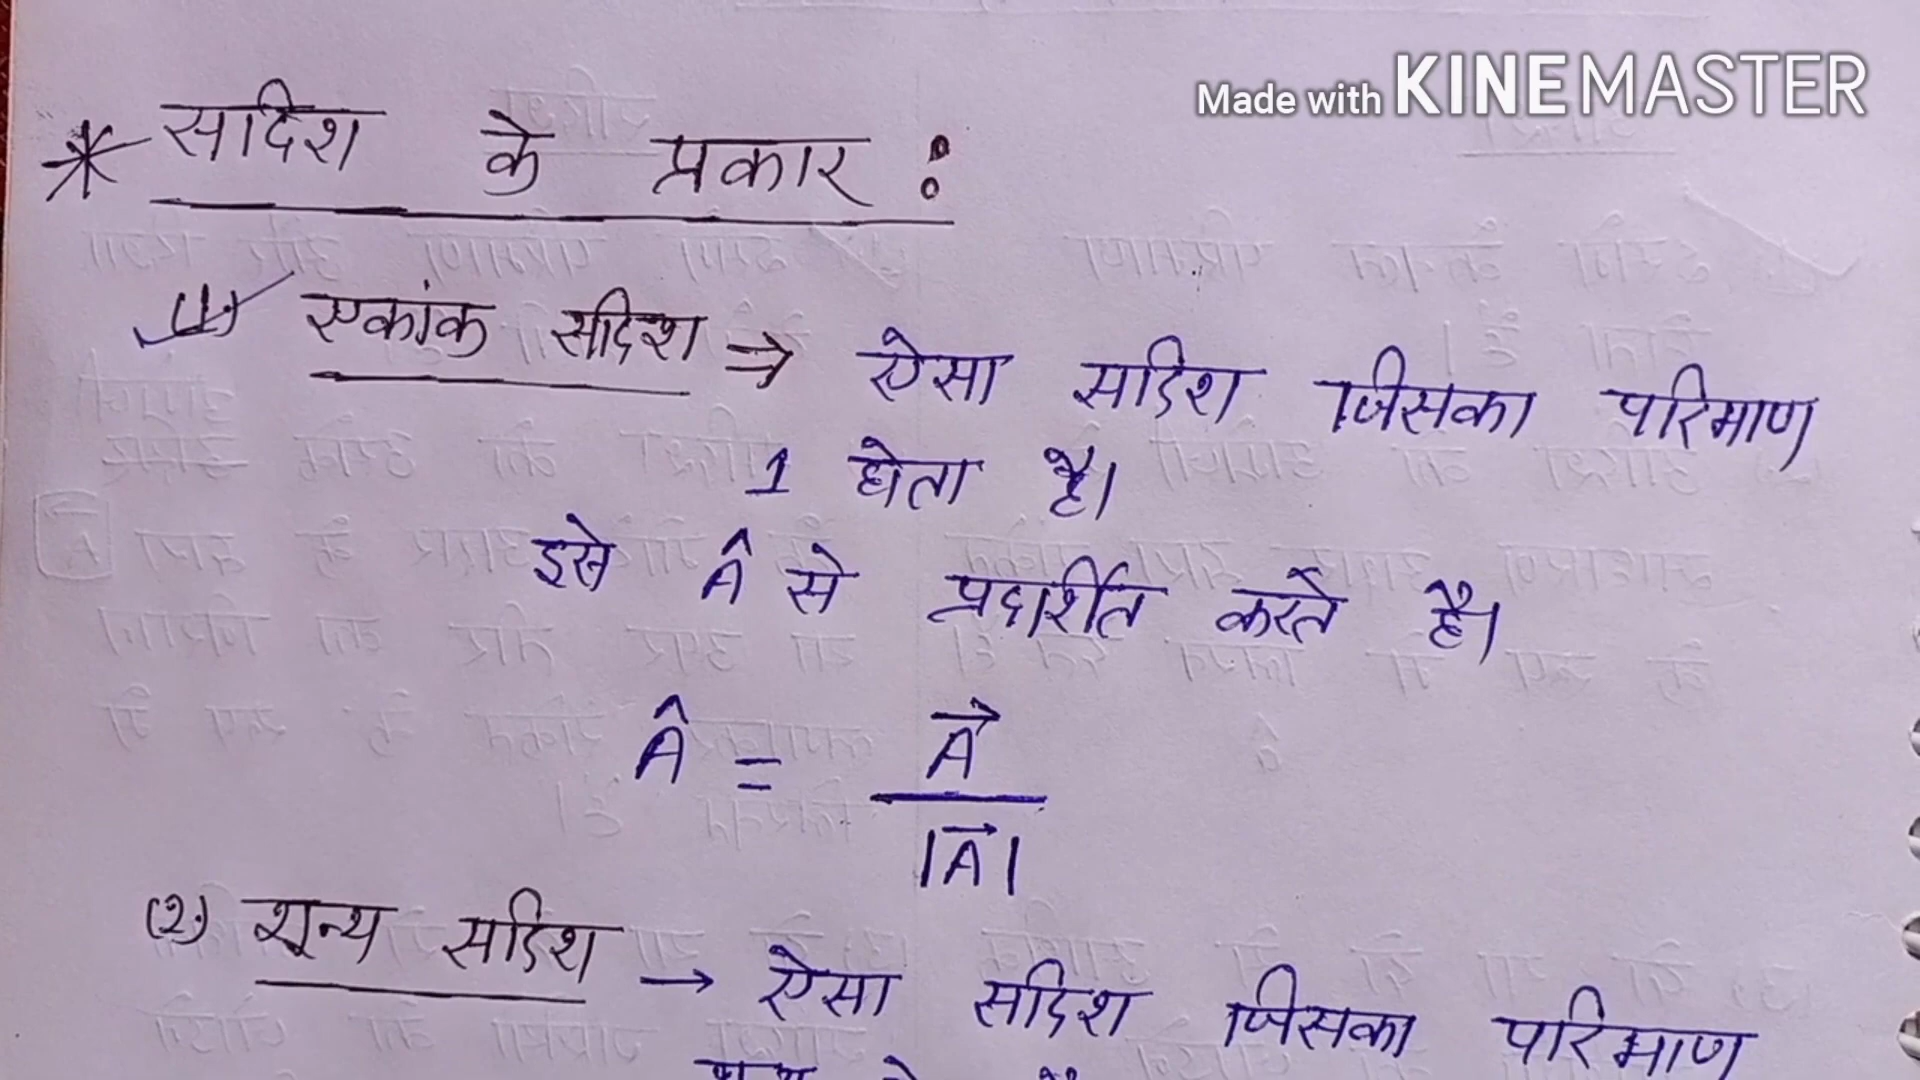 Made with KINEMASTER
* सादिश के प्रकार :
(1) एकांक सदिश → ऐसा सादिश जिसका परिमाण
1 होता है।
इसे Â से प्रदर्शित करते है।
Â = A⃗ / |A⃗|
(2) शून्य सदिश → ऐसा सदिश जिसका परिमाण